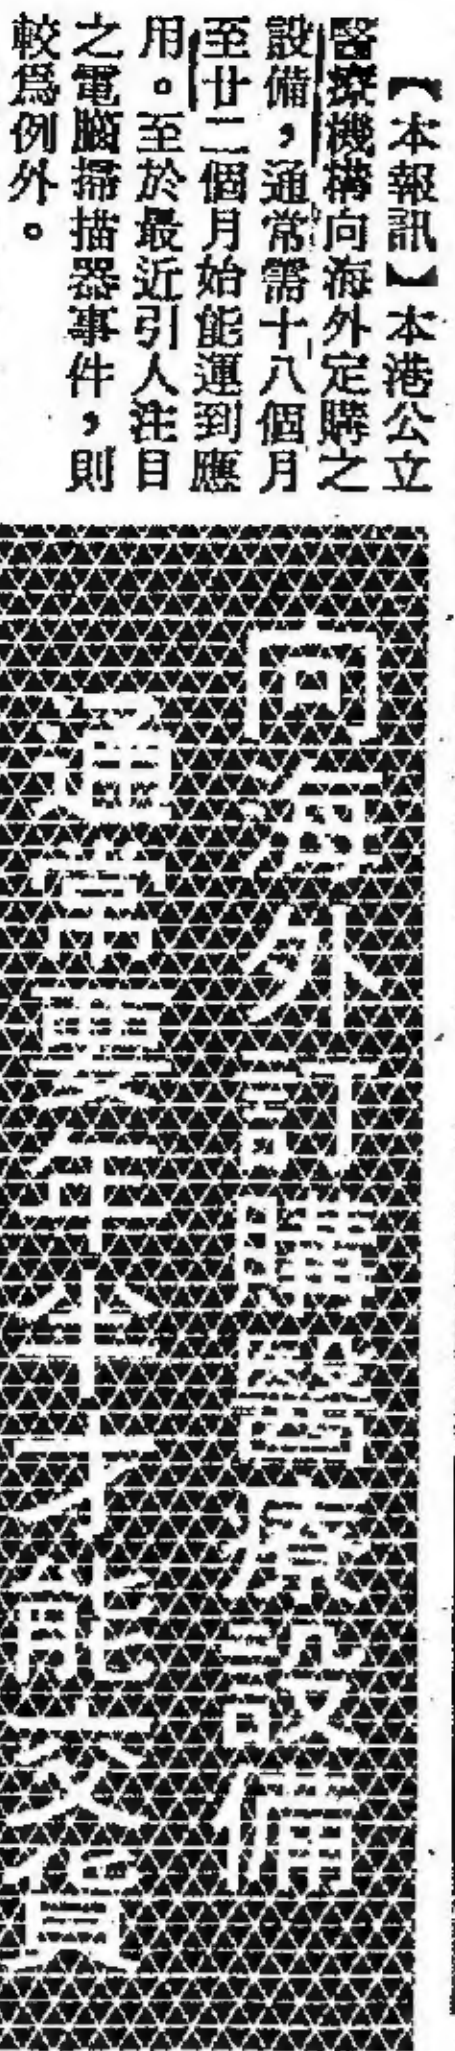 向海外訂購醫療設備
通常要年半才能交貨
【本報訊】本港公立
醫療機構向海外定購之
設備，通常需十八個月
至廿二個月始能運到應
用。至於最近引人注目
之電腦掃描器事件，則
較爲例外。